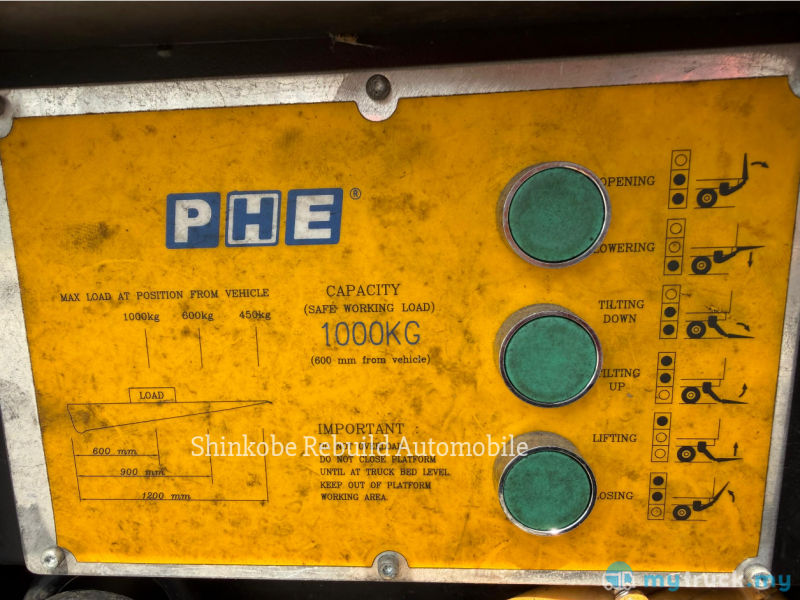 PHE®
MAX LOAD AT POSITION FROM VEHICLE
1000kg 600kg 450kg
LOAD
600 mm
900 mm
1200 mm
CAPACITY
(SAFE WORKING LOAD)
1000KG
(600 mm from vehicle)
IMPORTANT
DO NOT CLOSE PLATFORM
UNTIL AT TRUCK BED LEVEL
KEEP OUT OF PLATFORM
WORKING AREA.
OPENING
LOWERING
TILTING
DOWN
TILTING
UP
LIFTING
LOSING
Shinkobe Rebuild Automobile
mytruck.my